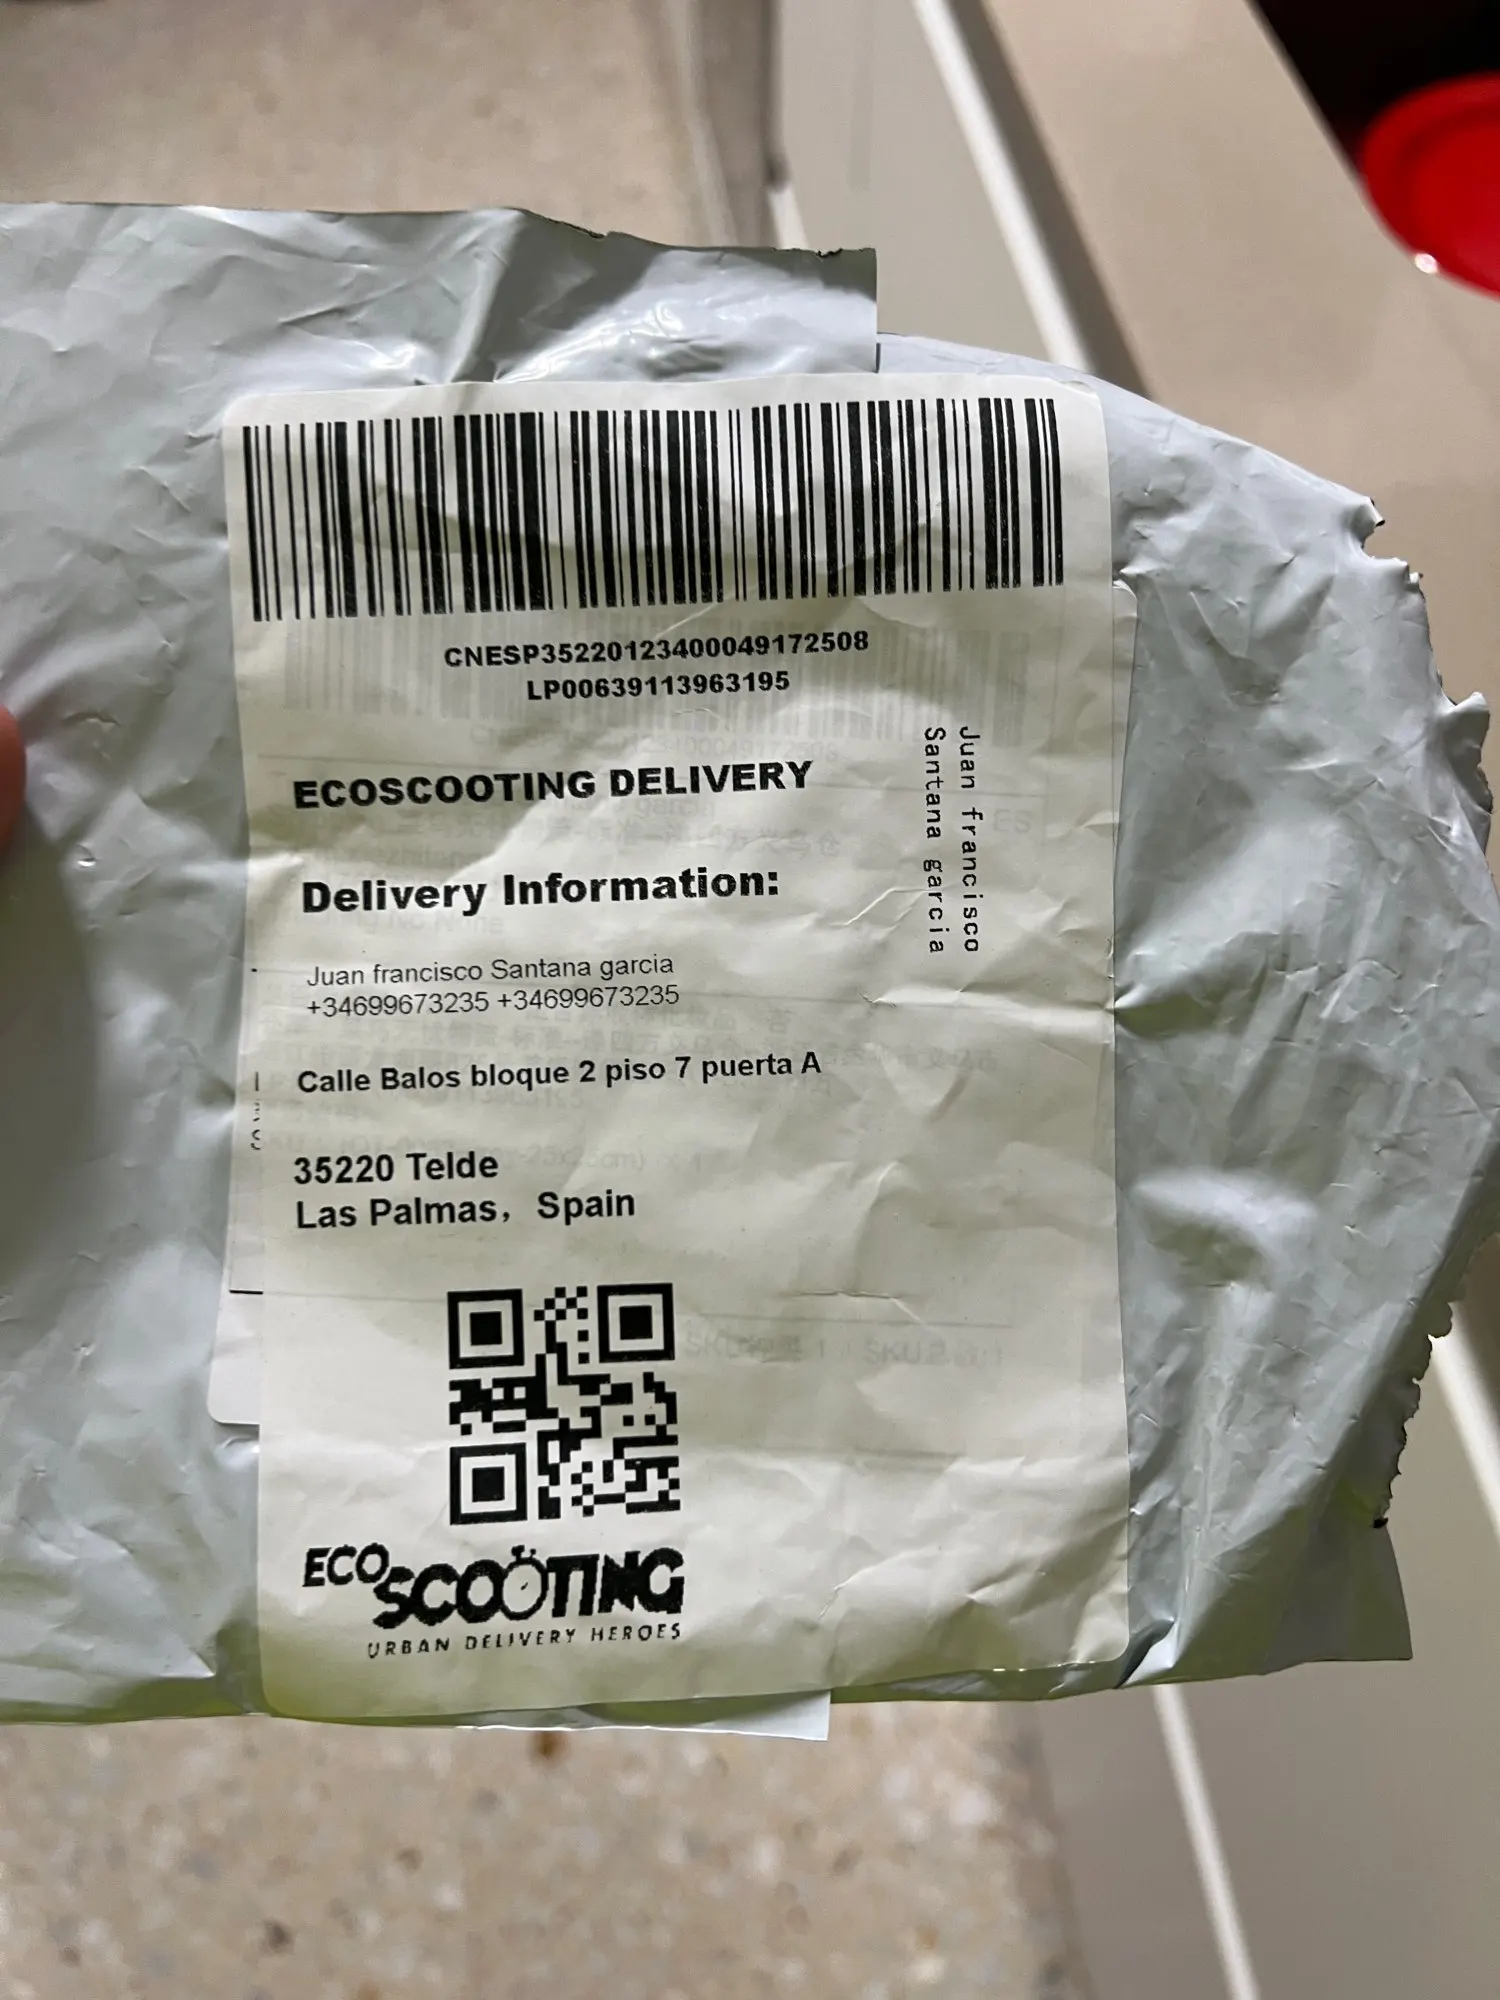 CNESP35220123400049172508
LP00639113963195
ECOSCOOTING DELIVERY
Juan francisco
Santana garcia
Delivery Information:
Juan francisco Santana garcia
+34699673235 +34699673235
Calle Balos bloque 2 piso 7 puerta A
35220 Telde
Las Palmas, Spain
ECO
SCOOTING
URBAN DELIVERY HEROES